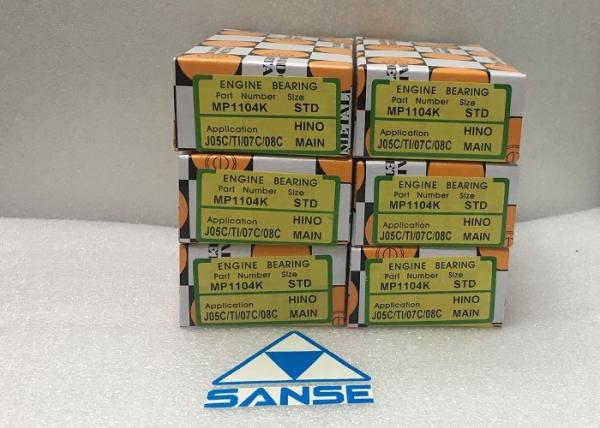 ENGINE BEARING
Part Number Size
MP1104K STD
Application HINO
J05C/TI/07C/08C MAIN
METAL
ENGINE BEARING
Part Number Size
MP1104K STD
Application HINO
J05C/TI/07C/08C MAIN
ENGINE BEARING
Part Number Size
MP1104K STD
Application HINO
J05C/TI/07C/08C MAIN
ENGINE BEARING
Part Number Size
MP1104K STD
Application HINO
J05C/TI/07C/08C MAIN
ENGINE BEARING
Part Number Size
MP1104K STD
Application HINO
J05C/TI/07C/08C MAIN
ENGINE BEARING
Part Number Size
MP1104K STD
Application HINO
J05C/TI/07C/08C MAIN
SANSE